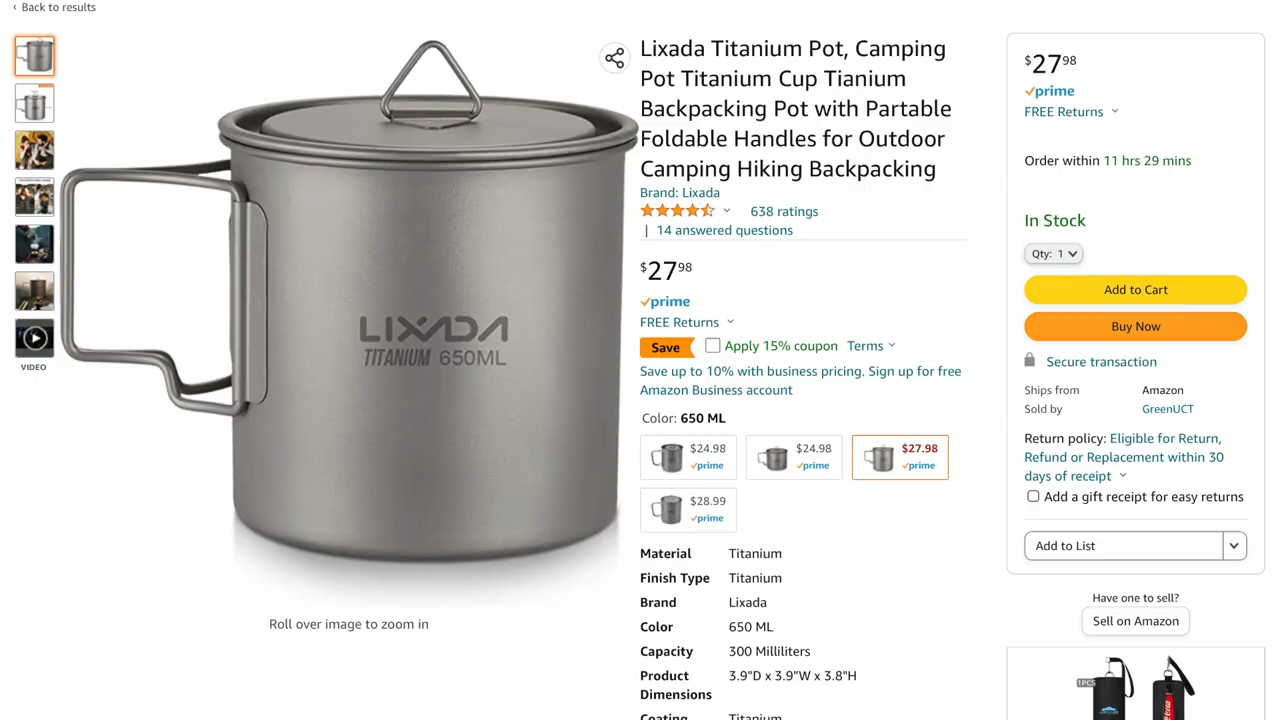 ‹ Back to results
VIDEO
LIXADA
TITANIUM 650ML
Roll over image to zoom in
Lixada Titanium Pot, Camping
Pot Titanium Cup Tianium
Backpacking Pot with Partable
Foldable Handles for Outdoor
Camping Hiking Backpacking
Brand: Lixada
638 ratings
| 14 answered questions
$27 98
prime
FREE Returns
Save Apply 15% coupon Terms
Save up to 10% with business pricing. Sign up for free
Amazon Business account
Color: 650 ML
$24.98 prime
$24.98 prime
$27.98 prime
$28.99 prime
Material Titanium
Finish Type Titanium
Brand Lixada
Color 650 ML
Capacity 300 Milliliters
Product Dimensions 3.9"D x 3.9"W x 3.8"H
Coating Titanium
$27 98
prime
FREE Returns
Order within 11 hrs 29 mins
In Stock
Qty: 1
Add to Cart
Buy Now
Secure transaction
Ships from Amazon
Sold by GreenUCT
Return policy: Eligible for Return,
Refund or Replacement within 30
days of receipt
Add a gift receipt for easy returns
Add to List
Have one to sell?
Sell on Amazon
1PCS